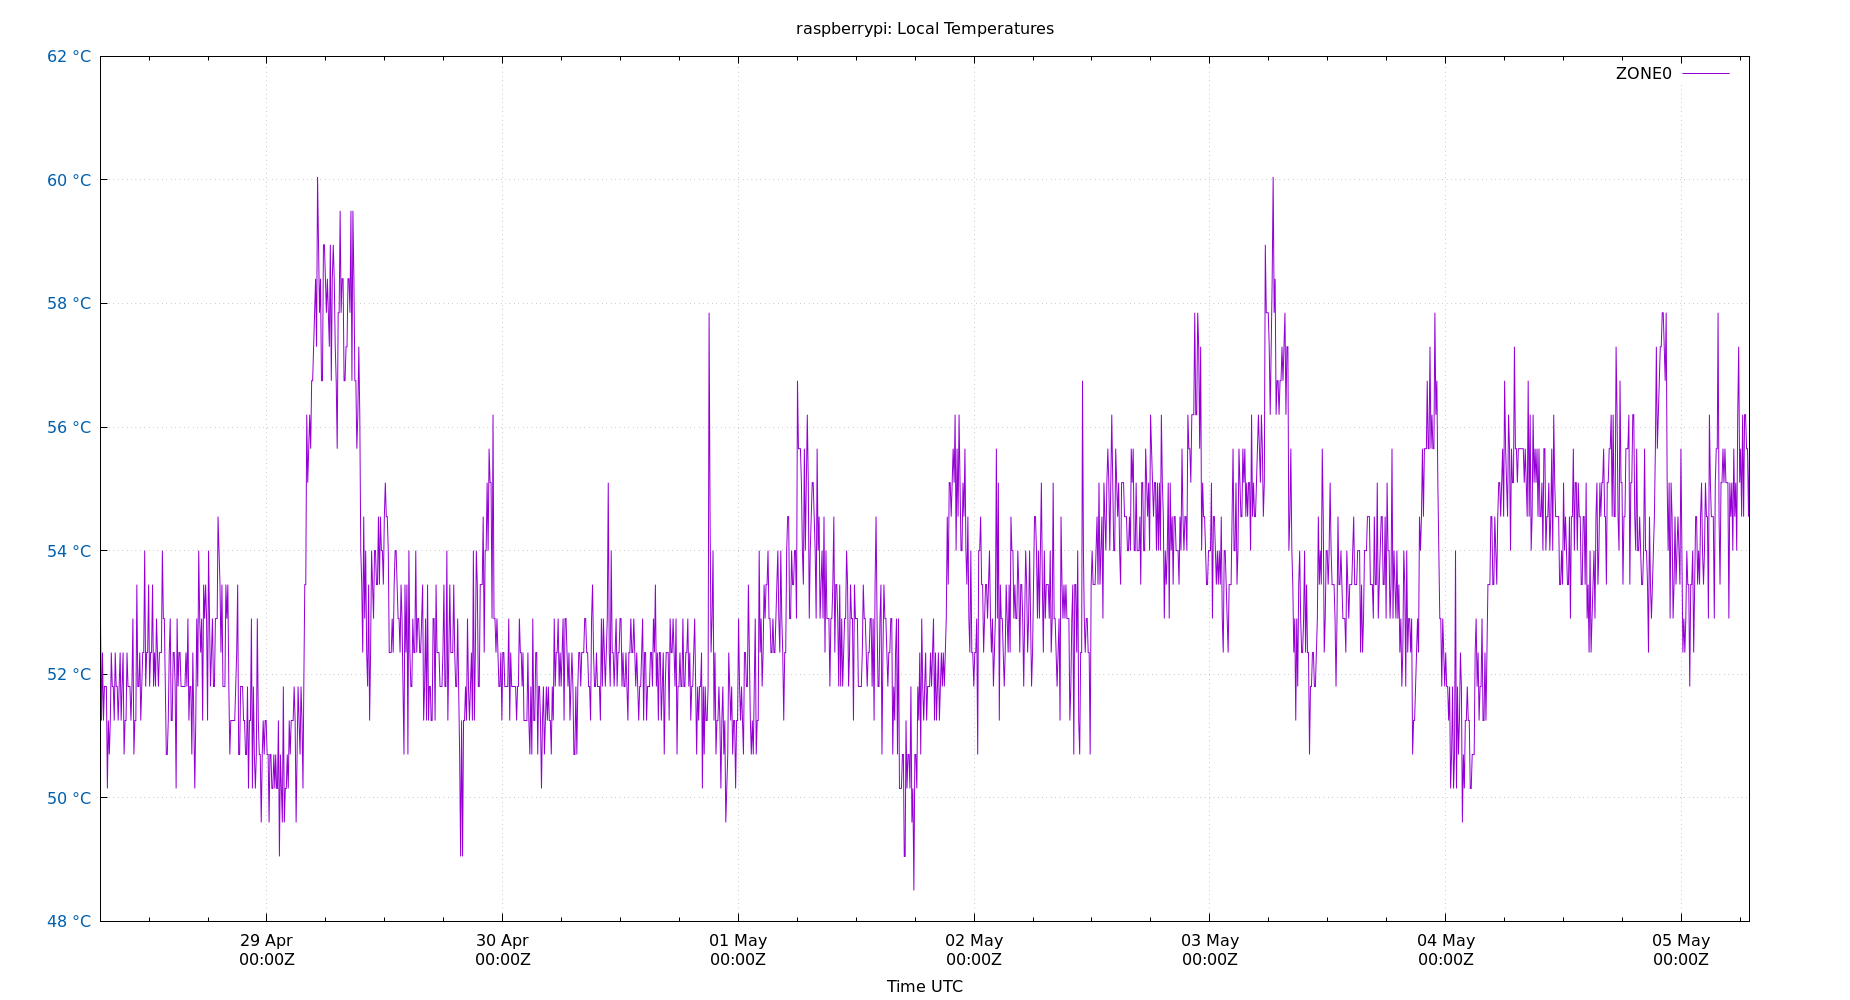 raspberrypi: Local Temperatures
ZONE0
62 °C
60 °C
58 °C
56 °C
54 °C
52 °C
50 °C
48 °C
29 Apr
00:00Z
30 Apr
00:00Z
01 May
00:00Z
02 May
00:00Z
03 May
00:00Z
04 May
00:00Z
05 May
00:00Z
Time UTC